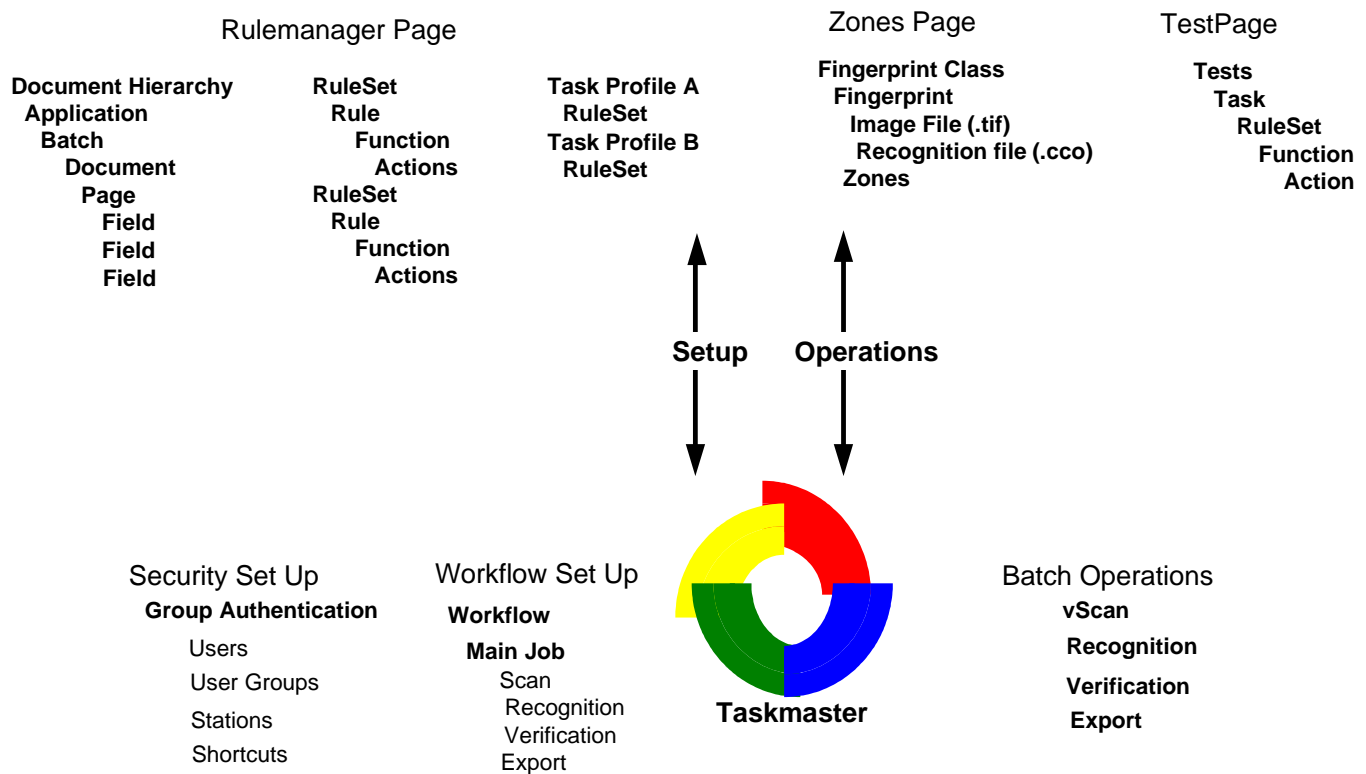 Rulemanager Page
Document Hierarchy
Application
Batch
Document
Page
Field
Field
Field
RuleSet
Rule
Function
Actions
RuleSet
Rule
Function
Actions
Task Profile A
RuleSet
Task Profile B
RuleSet
Zones Page
Fingerprint Class
Fingerprint
Image File (.tif)
Recognition file (.cco)
Zones
TestPage
Tests
Task
RuleSet
Function
Action
Setup
Operations
Security Set Up
Group Authentication
Users
User Groups
Stations
Shortcuts
Workflow Set Up
Workflow
Main Job
Scan
Recognition
Verification
Export
Taskmaster
Batch Operations
vScan
Recognition
Verification
Export